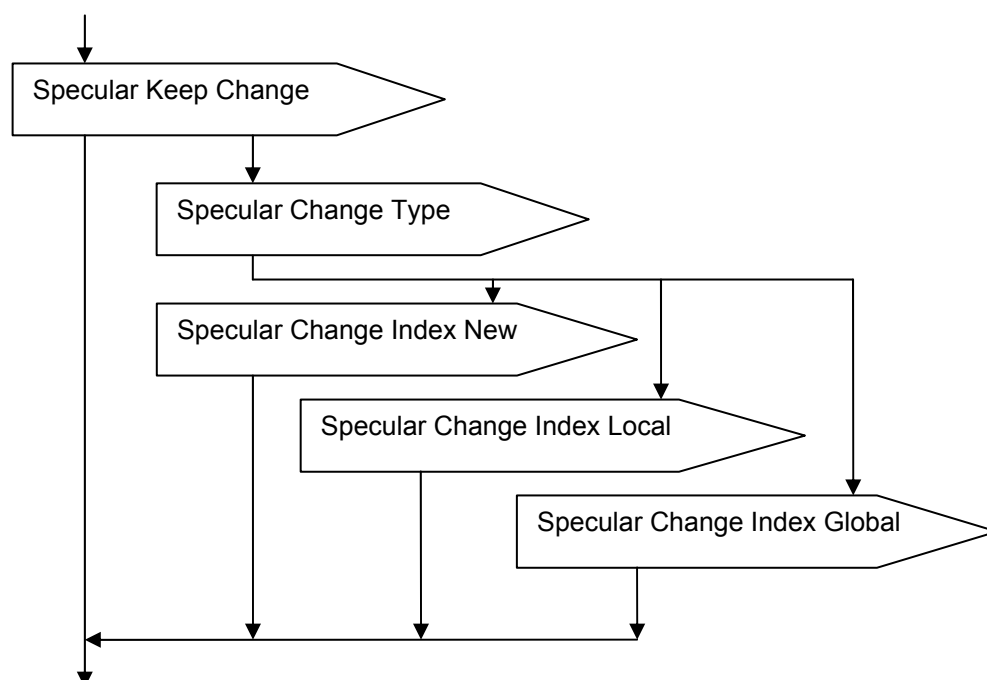 Specular Keep Change
Specular Change Type
Specular Change Index New
Specular Change Index Local
Specular Change Index Global